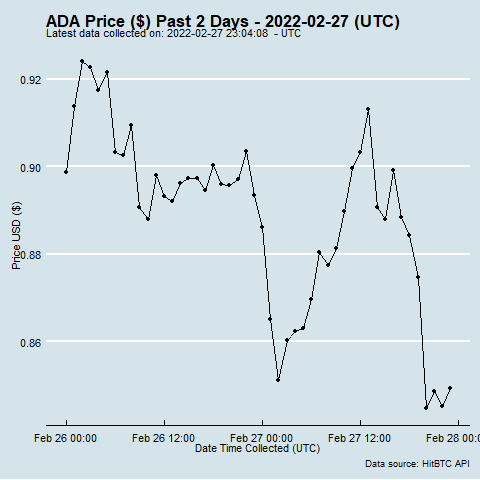 ADA Price ($) Past 2 Days - 2022-02-27 (UTC)
Latest data collected on: 2022-02-27 23:04:08  - UTC
0.92
0.90
0.88
0.86
Price USD ($)
Feb 26 00:00 Feb 26 12:00 Feb 27 00:00 Feb 27 12:00 Feb 28 00:00
Date Time Collected (UTC)
Data source: HitBTC API